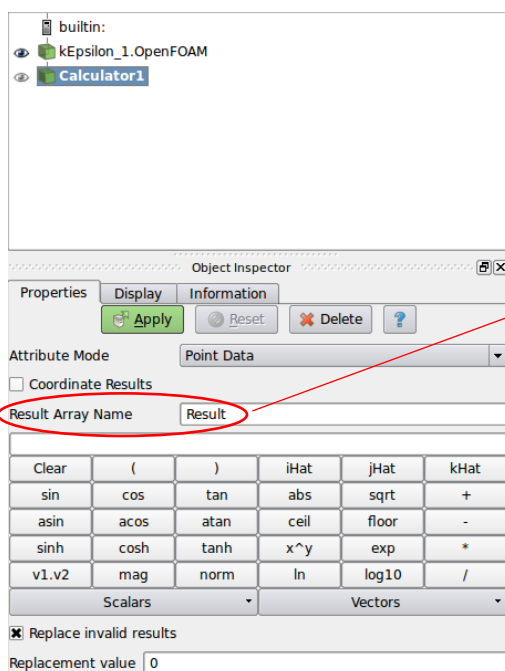 builtin:
kEpsilon_1.OpenFOAM
Calculator1
Object Inspector
Properties Display Information
Apply Reset Delete ?
Attribute Mode Point Data
Coordinate Results
Result Array Name Result
Clear ( ) iHat jHat kHat
sin cos tan abs sqrt +
asin acos atan ceil floor -
sinh cosh tanh x^y exp *
v1.v2 mag norm ln log10 /
Scalars Vectors
Replace invalid results
Replacement value 0